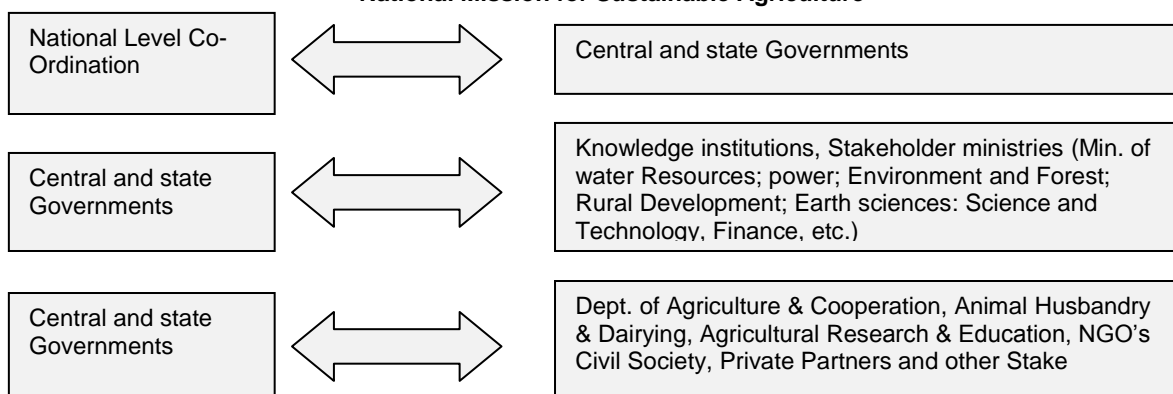 National Mission for Sustainable Agriculture
National Level Co-
Ordination
Central and state Governments
Central and state
Governments
Knowledge institutions, Stakeholder ministries (Min. of
water Resources; power; Environment and Forest;
Rural Development; Earth sciences: Science and
Technology, Finance, etc.)
Central and state
Governments
Dept. of Agriculture & Cooperation, Animal Husbandry
& Dairying, Agricultural Research & Education, NGO’s
Civil Society, Private Partners and other Stake